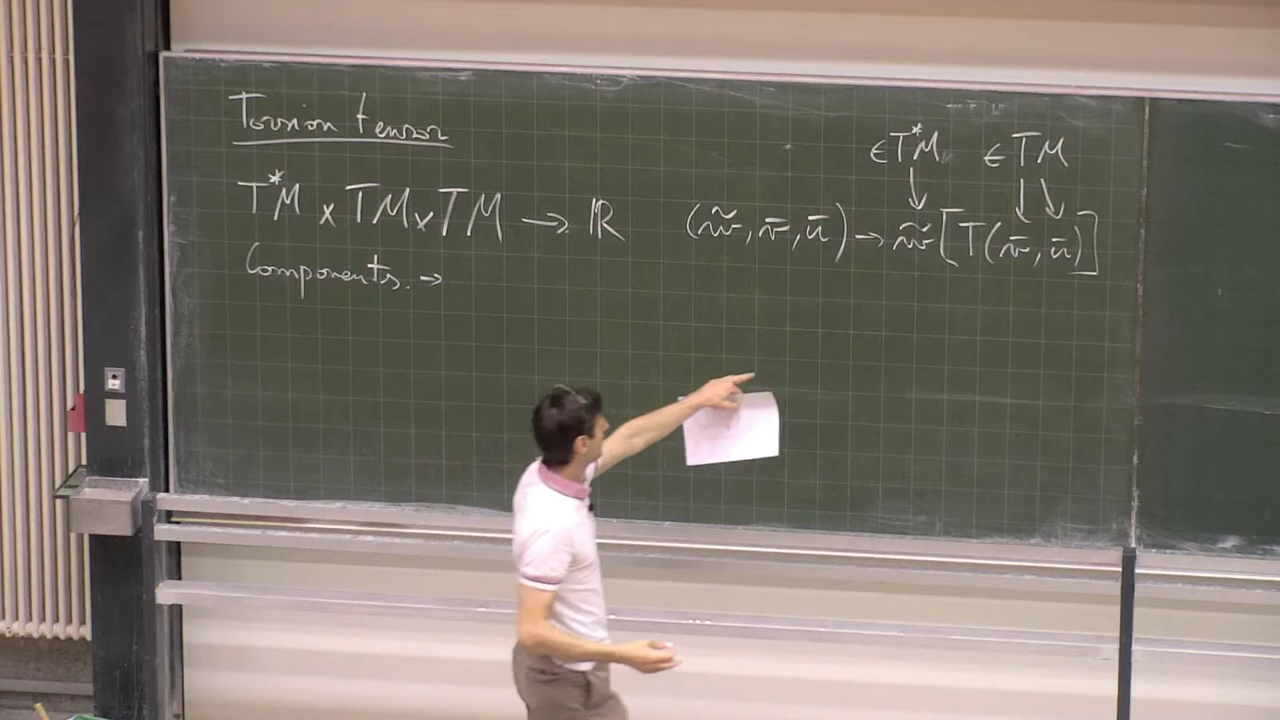 Torsion tensor
∈T*M ∈TM
↓ ↓↓
T*M × TM × TM → ℝ (w̃, v̄, ū) → w̃[T(v̄, ū)]
Components. →